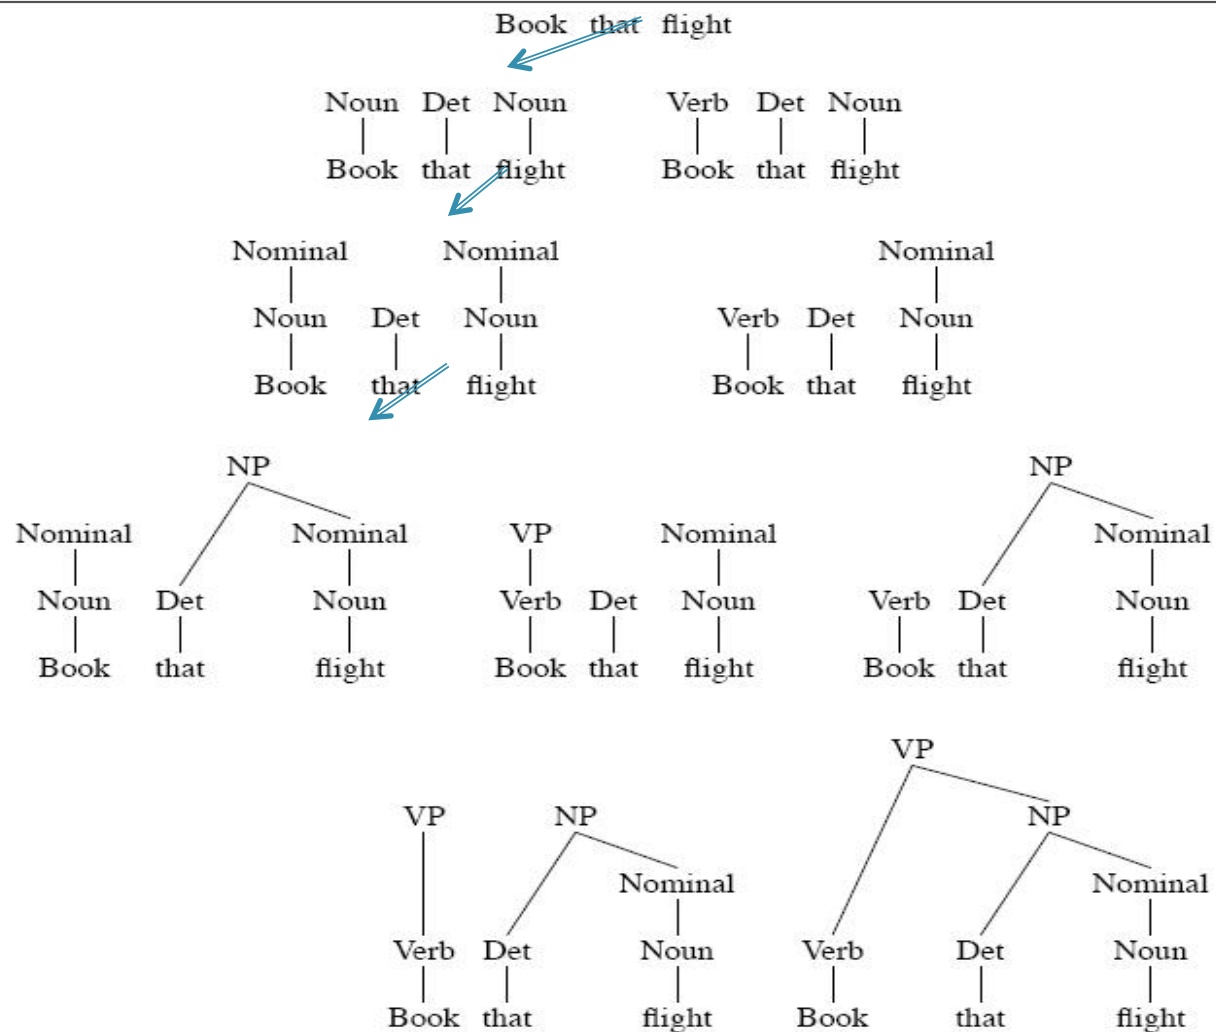 Book that flight
Noun Det Noun Verb Det Noun
Book that flight Book that flight
Nominal Nominal Nominal
Noun Det Noun Verb Det Noun
Book that flight Book that flight
NP NP
Nominal Nominal VP Nominal Nominal
Noun Det Noun Verb Det Noun Verb Det Noun
Book that flight Book that flight Book that flight
VP
VP NP NP
Nominal Nominal
Verb Det Noun Verb Det Noun
Book that flight Book that flight